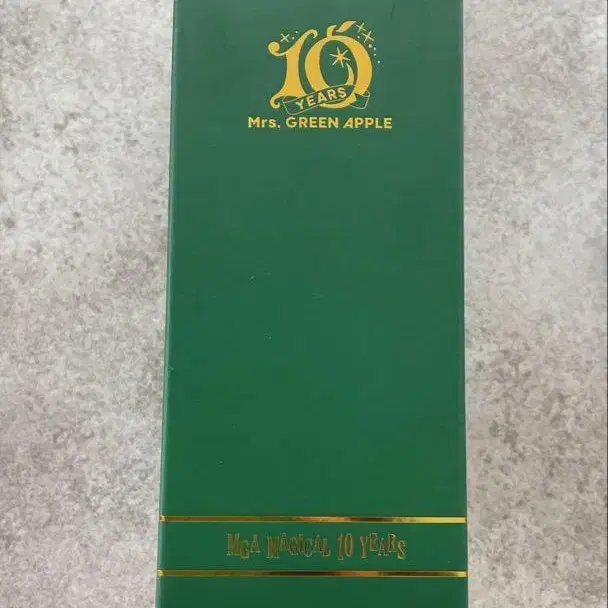 10
YEARS
Mrs. GREEN APPLE
MGA MAGICAL 10 YEARS